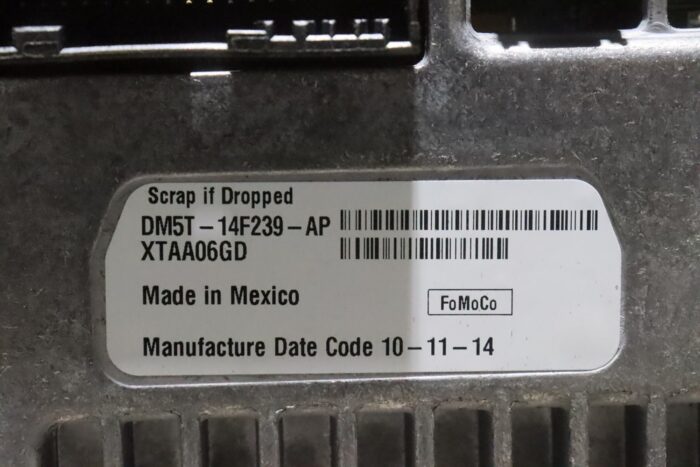 Scrap if Dropped
DM5T-14F239-AP
XTAA06GD
Made in Mexico
FoMoCo
Manufacture Date Code 10-11-14